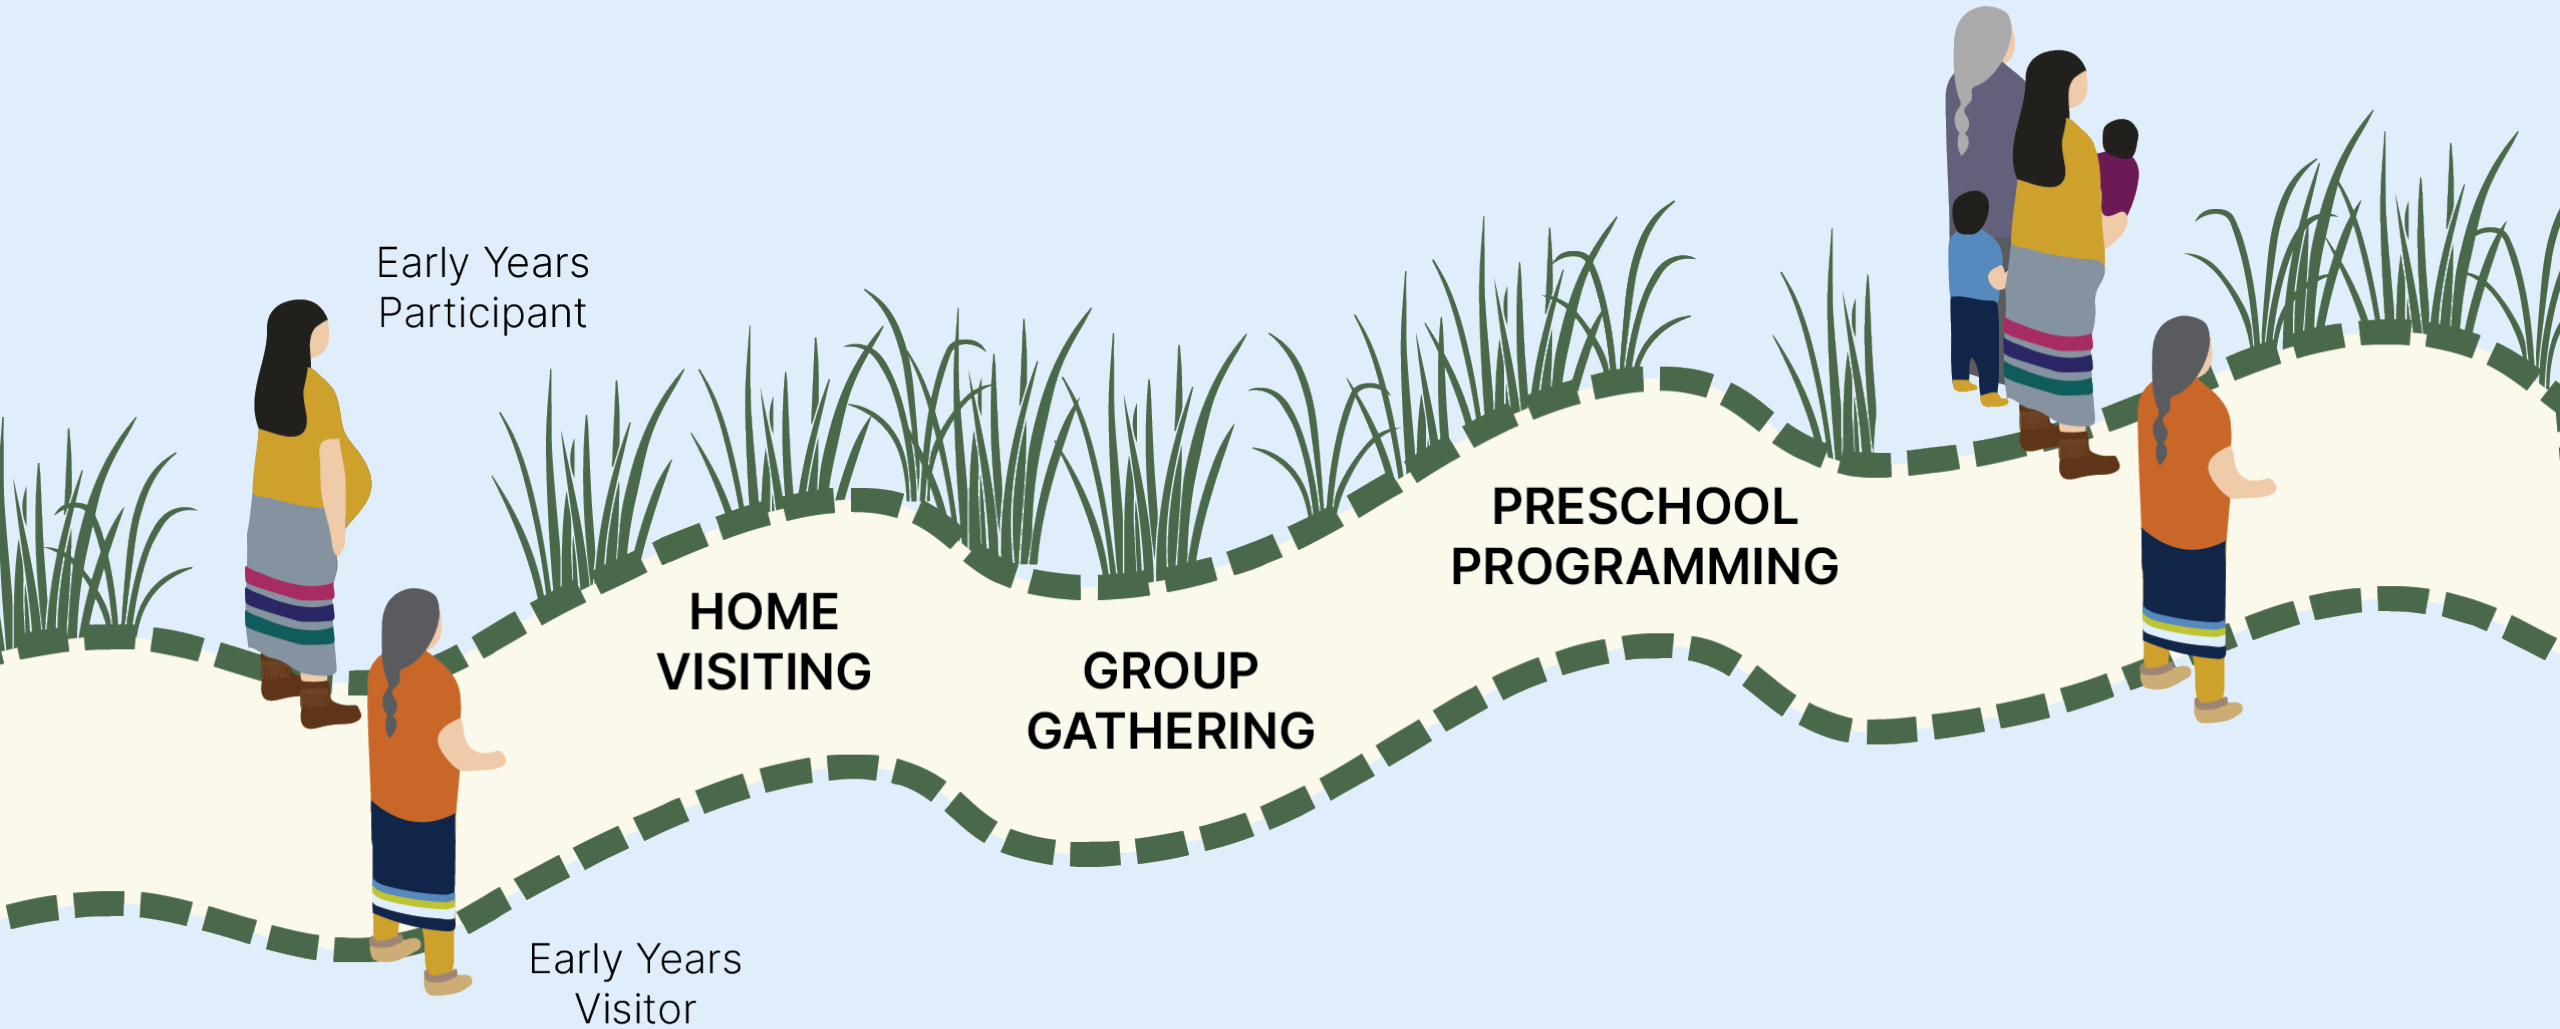 Early Years
Participant
HOME
VISITING
GROUP
GATHERING
PRESCHOOL
PROGRAMMING
Early Years
Visitor